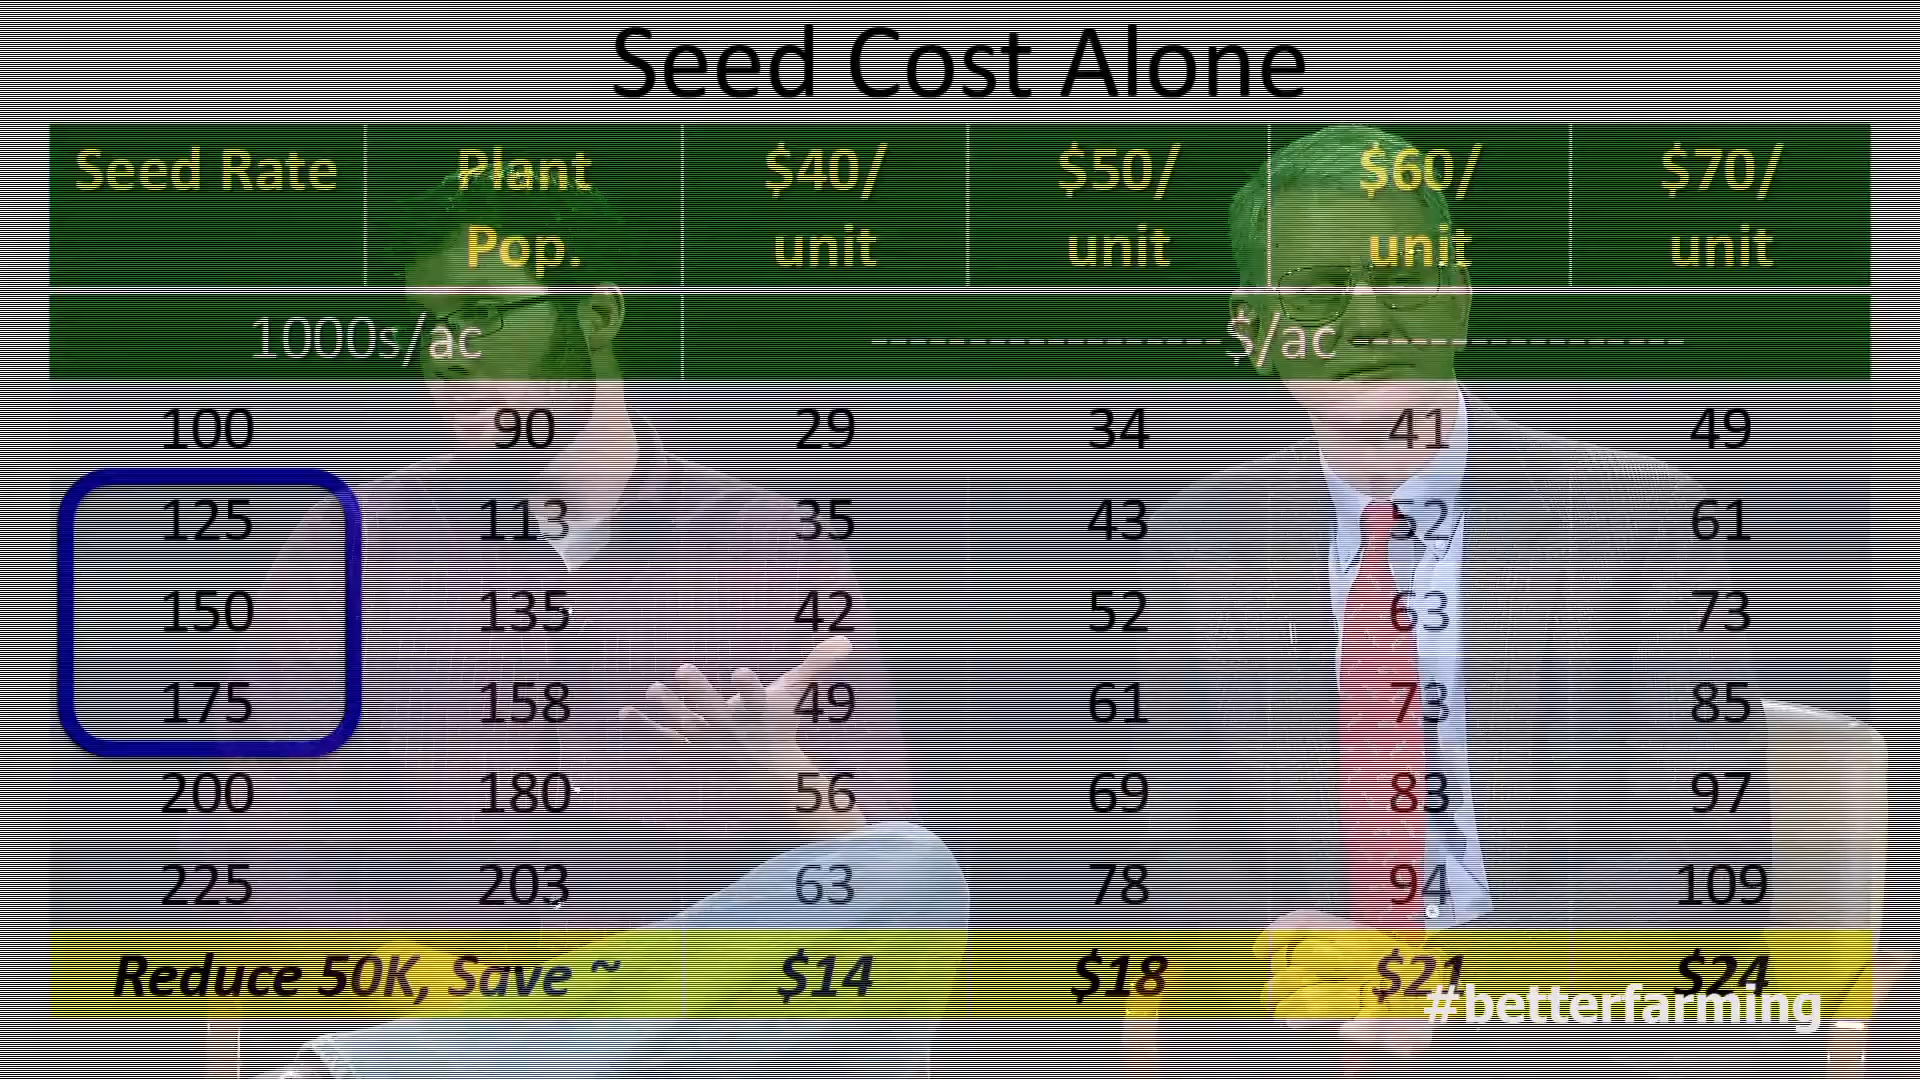 Seed Cost Alone
Seed Rate Plant Pop. $40/ unit $50/ unit $60/ unit $70/ unit
1000s/ac ------------------$/ac -----------------
100 90 29 34 41 49
125 113 35 43 52 61
150 135 42 52 63 73
175 158 49 61 73 85
200 180 56 69 83 97
225 203 63 78 94 109
Reduce 50K, Save ~ $14 $18 $21 $24
#betterfarming